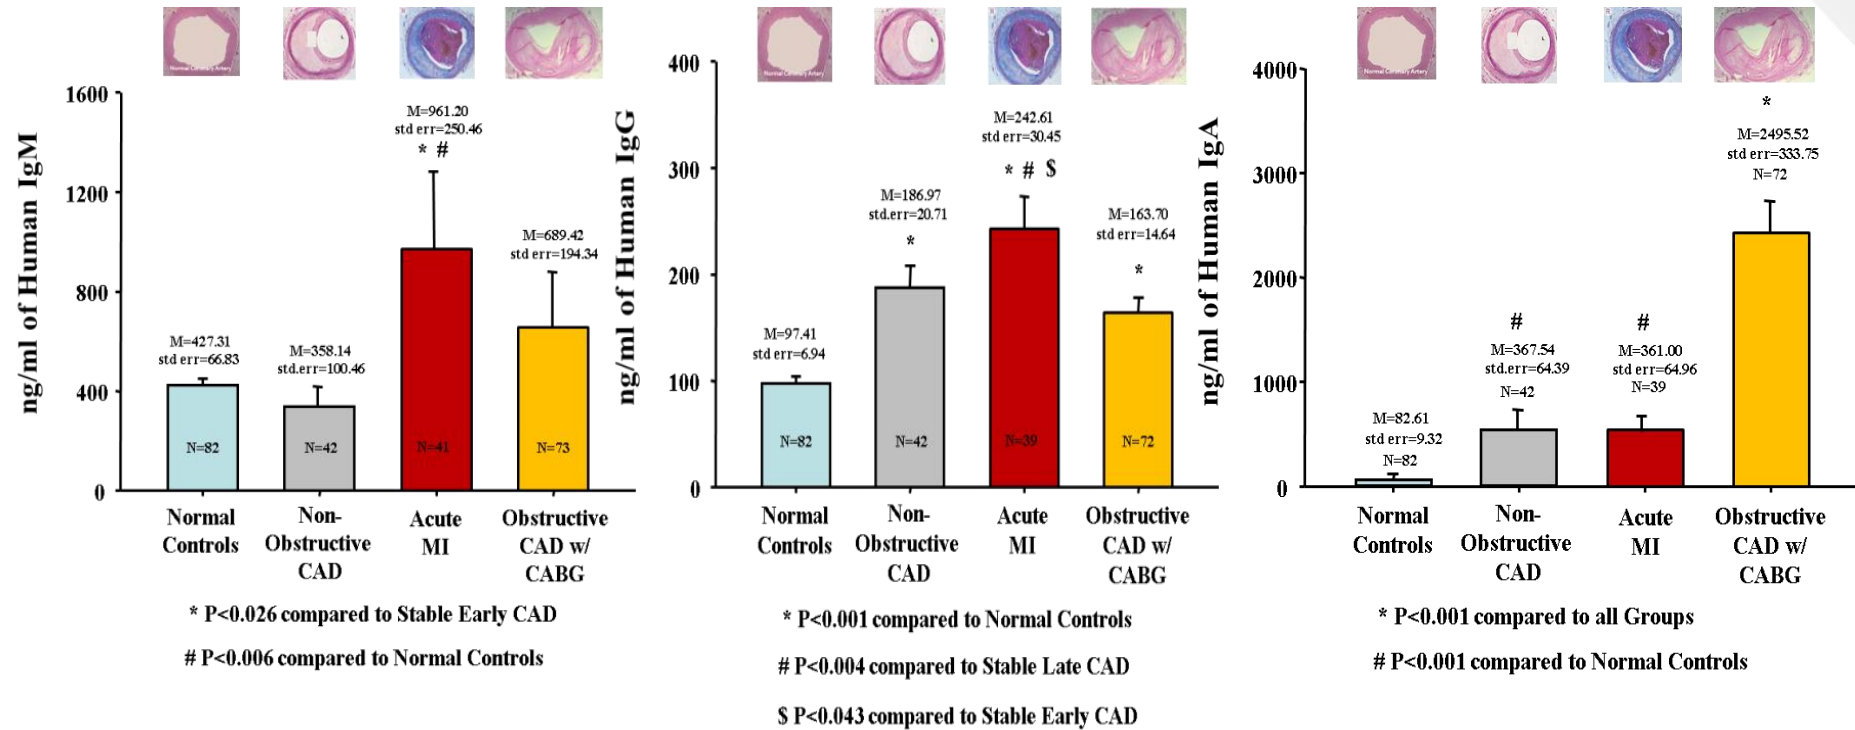 ng/ml of Human IgM
1600
1200
800
400
0
Normal Coronary Artery
M=427.31
std err=66.83
N=82
M=358.14
std.err=100.46
N=42
M=961.20
std err=250.46
* #
N=41
M=689.42
std err=194.34
N=73
Normal
Controls
Non-
Obstructive
CAD
Acute
MI
Obstructive
CAD w/
CABG
* P<0.026 compared to Stable Early CAD
# P<0.006 compared to Normal Controls
ng/ml of Human IgG
400
300
200
100
0
Normal Coronary Artery
M=97.41
std err=6.94
N=82
M=186.97
std.err=20.71
*
N=42
M=242.61
std err=30.45
* # $
N=39
M=163.70
std err=14.64
*
N=72
Normal
Controls
Non-
Obstructive
CAD
Acute
MI
Obstructive
CAD w/
CABG
* P<0.001 compared to Normal Controls
# P<0.004 compared to Stable Late CAD
$ P<0.043 compared to Stable Early CAD
ng/ml of Human IgA
4000
3000
2000
1000
0
Normal Coronary Artery
M=82.61
std err=9.32
N=82
#
M=367.54
std.err=64.39
N=42
#
M=361.00
std err=64.96
N=39
*
M=2495.52
std err=333.75
N=72
Normal
Controls
Non-
Obstructive
CAD
Acute
MI
Obstructive
CAD w/
CABG
* P<0.001 compared to all Groups
# P<0.001 compared to Normal Controls